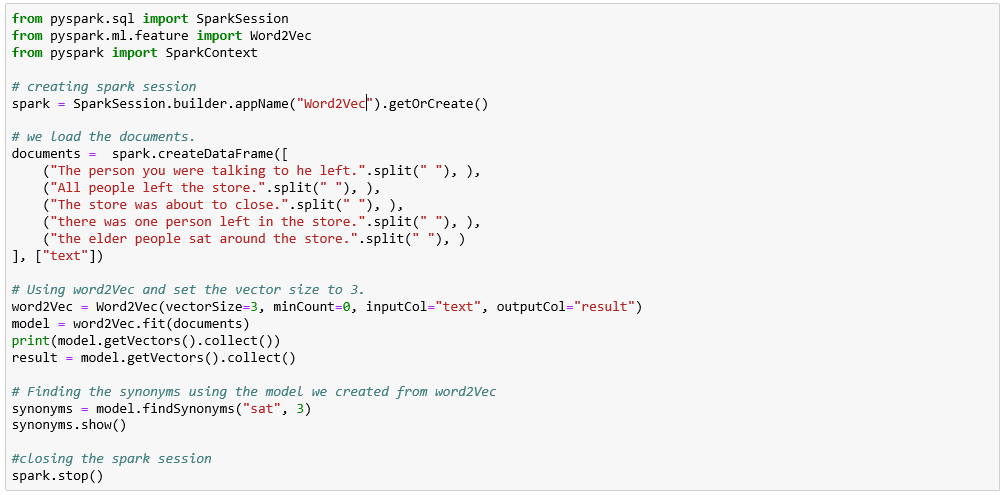 from pyspark.sql import SparkSession
from pyspark.ml.feature import Word2Vec
from pyspark import SparkContext

# creating spark session
spark = SparkSession.builder.appName("Word2Vec").getOrCreate()

# we load the documents.
documents =  spark.createDataFrame([
    ("The person you were talking to he left.".split(" "), ),
    ("All people left the store.".split(" "), ),
    ("The store was about to close.".split(" "), ),
    ("there was one person left in the store.".split(" "), ),
    ("the elder people sat around the store.".split(" "), )
], ["text"])

# Using word2Vec and set the vector size to 3.
word2Vec = Word2Vec(vectorSize=3, minCount=0, inputCol="text", outputCol="result")
model = word2Vec.fit(documents)
print(model.getVectors().collect())
result = model.getVectors().collect()

# Finding the synonyms using the model we created from word2Vec
synonyms = model.findSynonyms("sat", 3)
synonyms.show()

#closing the spark session
spark.stop()